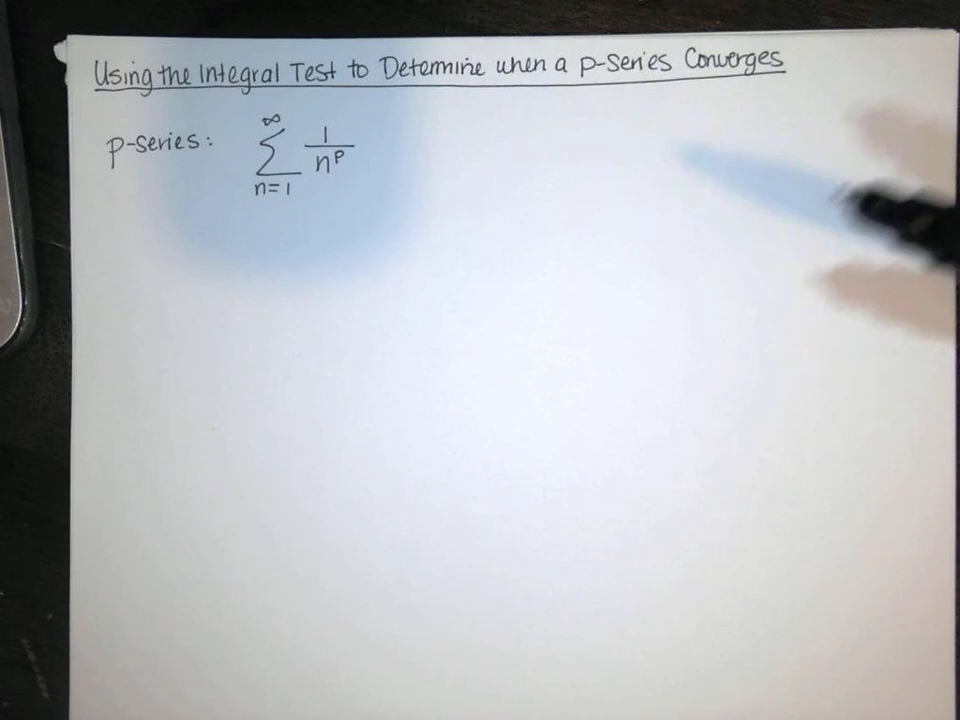 Using the Integral Test to Determine when a p-series Converges
p-series: ∞ Σ n=1 1/n^p